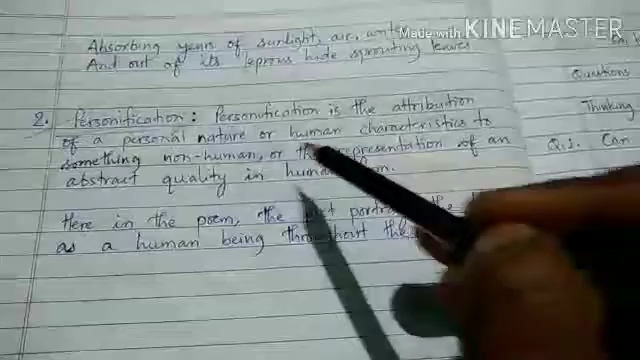 Made with KINEMASTER
Absorbing years of sunlight, air, water
And out of its leprous hide sprouting leaves
2. Personification: Personification is the attribution
of a personal nature or human characteristics to
something non-human, or the representation of an
abstract quality in human
Here in the poem, the poet portrays the
as a human being throughout the
Questions
Thinking
Q.1. Can